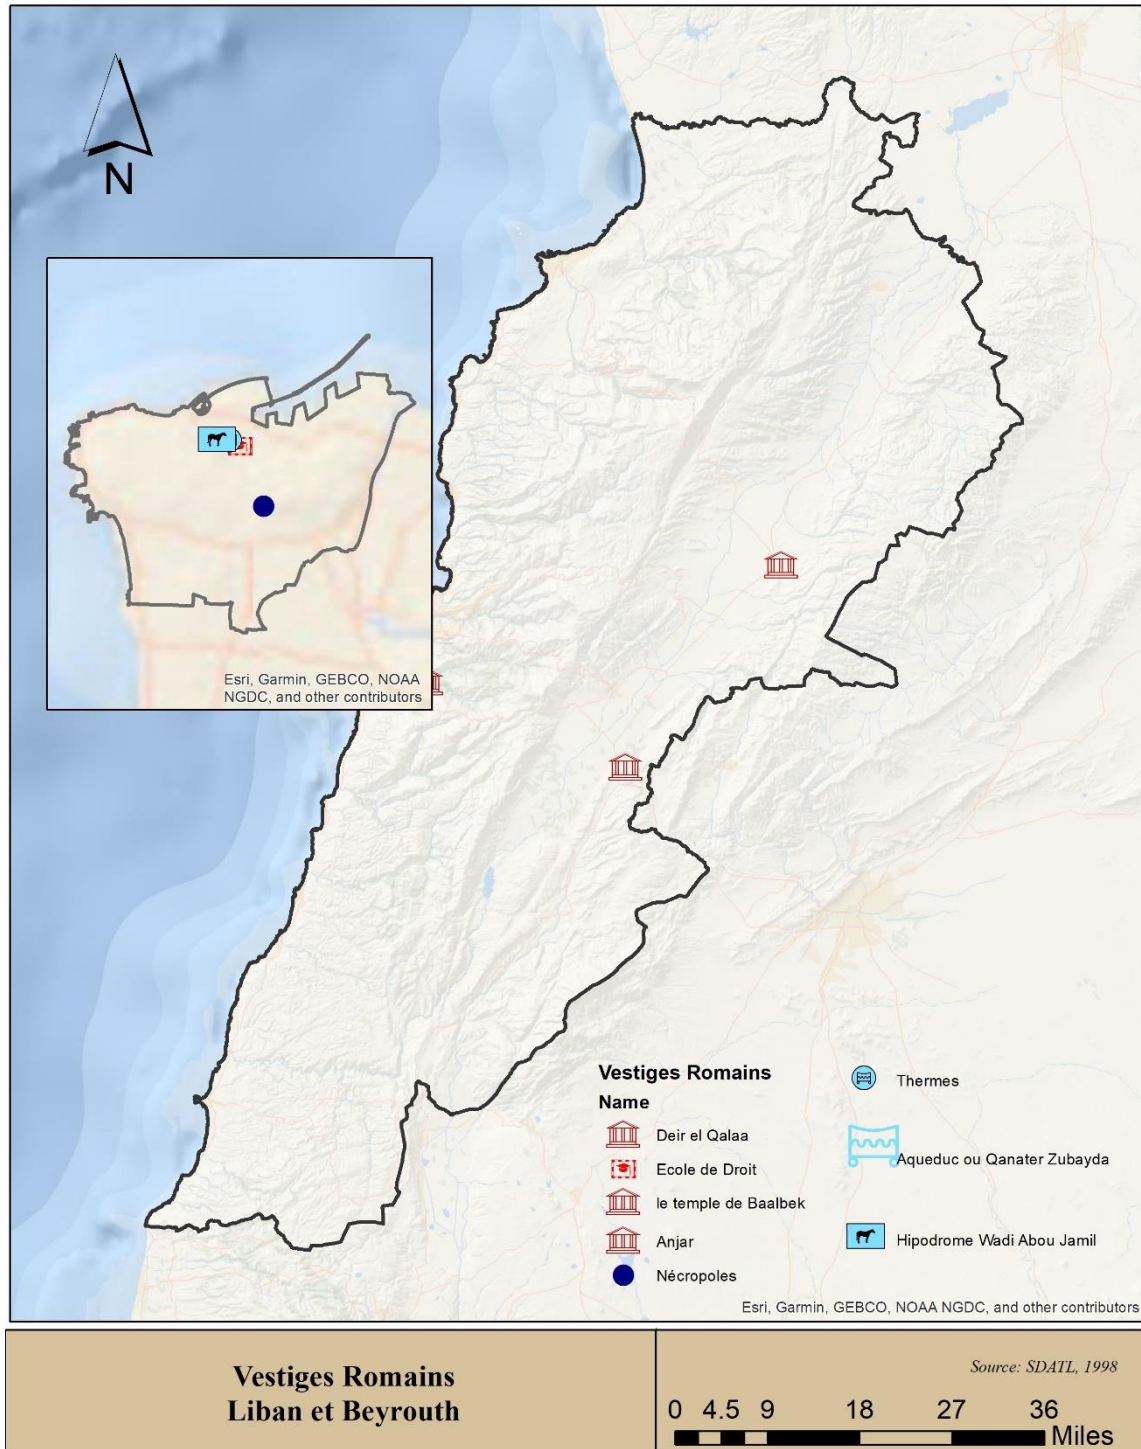 N
Esri, Garmin, GEBCO, NOAA
NGDC, and other contributors
Vestiges Romains
Name
Deir el Qalaa
Ecole de Droit
le temple de Baalbek
Anjar
Nécropoles
Thermes
Aqueduc ou Qanater Zubayda
Hipodrome Wadi Abou Jamil
Esri, Garmin, GEBCO, NOAA NGDC, and other contributors
Vestiges Romains
Liban et Beyrouth
Source: SDATL, 1998
0 4.5 9 18 27 36
Miles